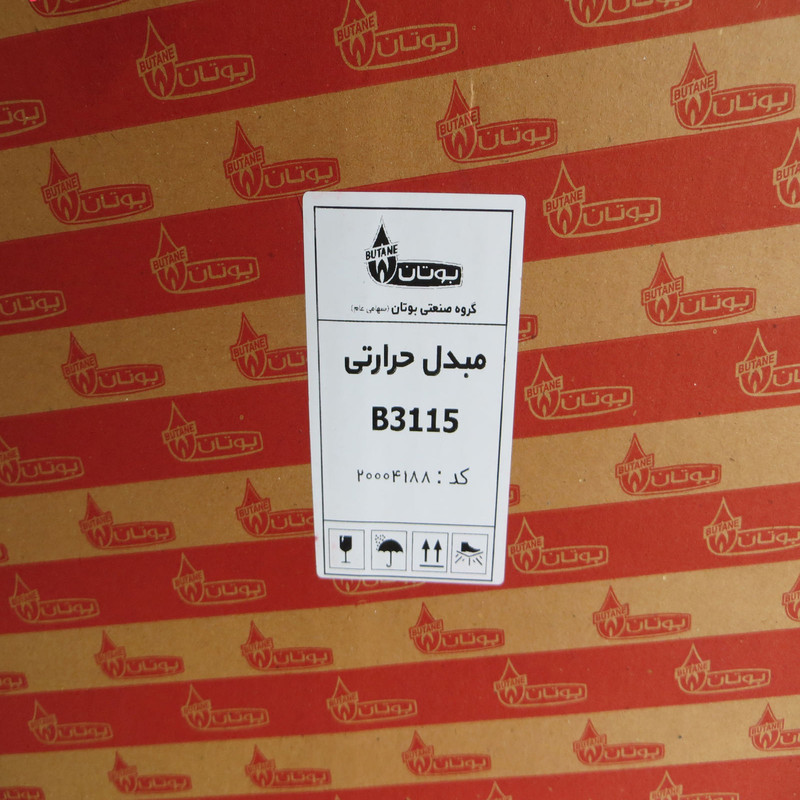 BUTANE
بوتان
گروه صنعتی بوتان (سهامی عام)
مبدل حرارتی
B3115
کد : ۲۰۰۰۴۱۸۸